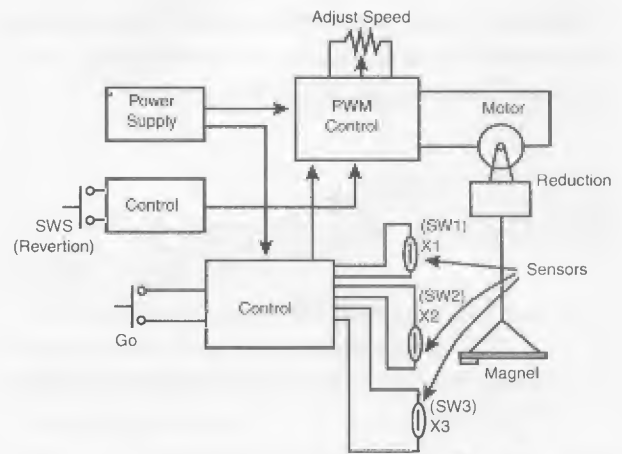 Adjust Speed
Power
Supply
PWM
Control
Motor
Reduction
SWS
(Revertion)
Control
(SW1)
X1
Sensors
(SW2)
X2
Control
Go
Magnel
(SW3)
X3